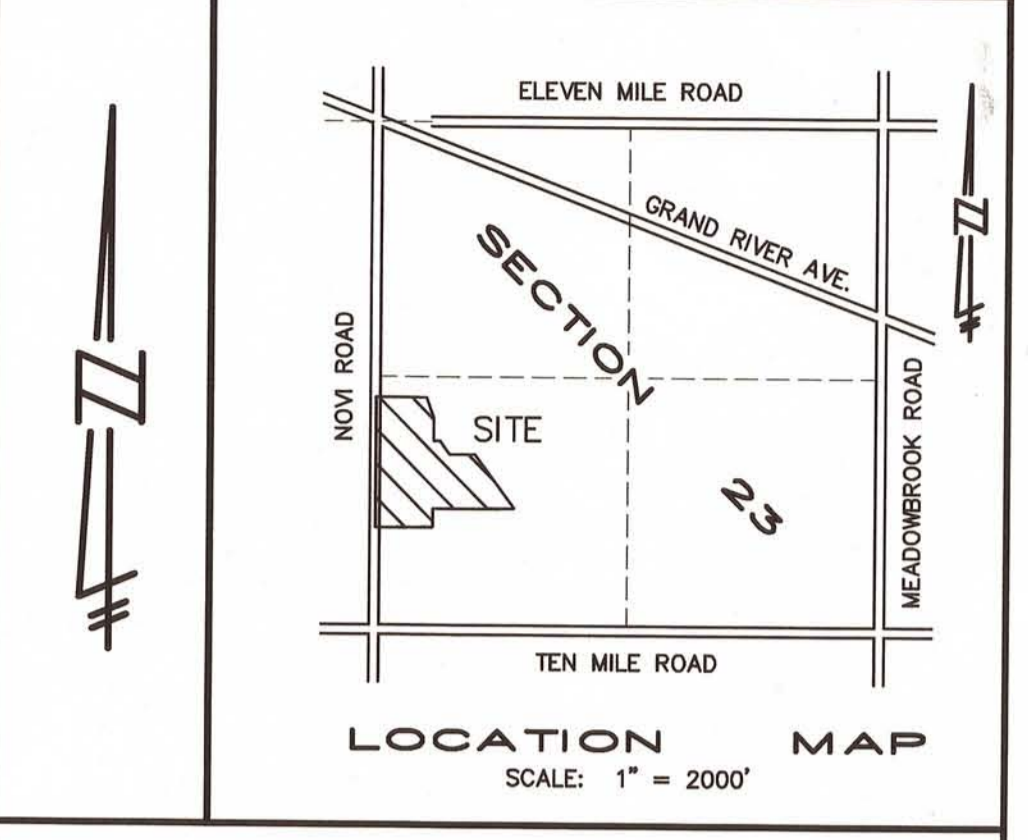 ELEVEN MILE ROAD
GRAND RIVER AVE.
SECTION
NOVI ROAD
SITE
23
MEADOWBROOK ROAD
TEN MILE ROAD
LOCATION MAP
SCALE: 1" = 2000'
N
N